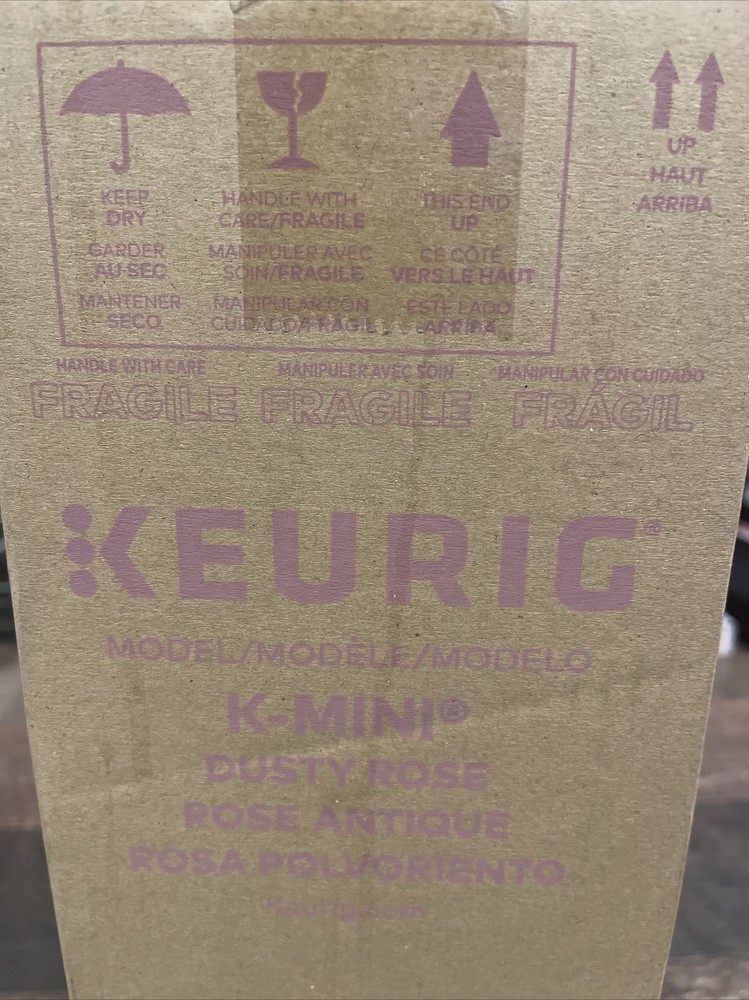 KEEP
DRY
GARDER
AU SEC
MANTENER
SECO
HANDLE WITH
CARE/FRAGILE
MANIPULER AVEC
SOIN/FRAGILE
MANIPULAR CON
CUIDADO/FRÁGIL
THIS END
UP
CE CÔTÉ
VERS LE HAUT
ESTE LADO
ARRIBA
UP
HAUT
ARRIBA
HANDLE WITH CARE
FRAGILE
MANIPULER AVEC SOIN
FRAGILE
MANIPULAR CON CUIDADO
FRÁGIL
KEURIG®
MODEL/MODÈLE/MODELO
K-MINI®
DUSTY ROSE
ROSE ANTIQUE
ROSA POLVORIENTO
Keurig.com